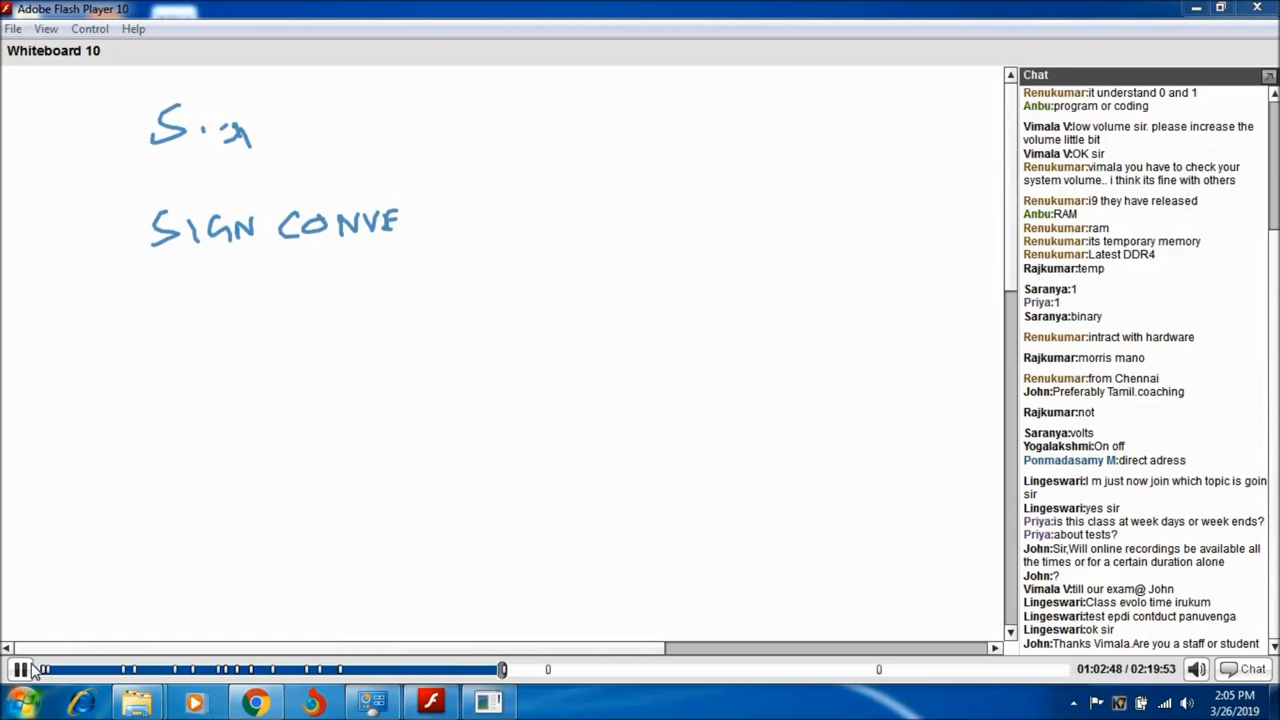 Adobe Flash Player 10
File View Control Help
Whiteboard 10
S.
SIGN CONVE
Chat
Renukumar:it understand 0 and 1
Anbu:program or coding
Vimala V:low volume sir. please increase the
volume little bit
Vimala V:OK sir
Renukumar:vimala you have to check your
system volume.. i think its fine with others
Renukumar:i9 they have released
Anbu:RAM
Renukumar:ram
Renukumar:its temporary memory
Renukumar:Latest DDR4
Rajkumar:temp
Saranya:1
Priya:1
Saranya:binary
Renukumar:intract with hardware
Rajkumar:morris mano
Renukumar:from Chennai
John:Preferably Tamil.coaching
Rajkumar:not
Saranya:volts
Yogalakshmi:On off
Ponmadasamy M:direct adress
Lingeswari:I m just now join which topic is goin
sir
Lingeswari:yes sir
Priya:is this class at week days or week ends?
Priya:about tests?
John:Sir,Will online recordings be available all
the times or for a certain duration alone
John:?
Vimala V:till our exam@ John
Lingeswari:Class evolo time irukum
Lingeswari:test epdi contduct panuvenga
Lingeswari:ok sir
John:Thanks Vimala.Are you a staff or student
01:02:48 / 02:19:53 Chat
2:05 PM
3/26/2019